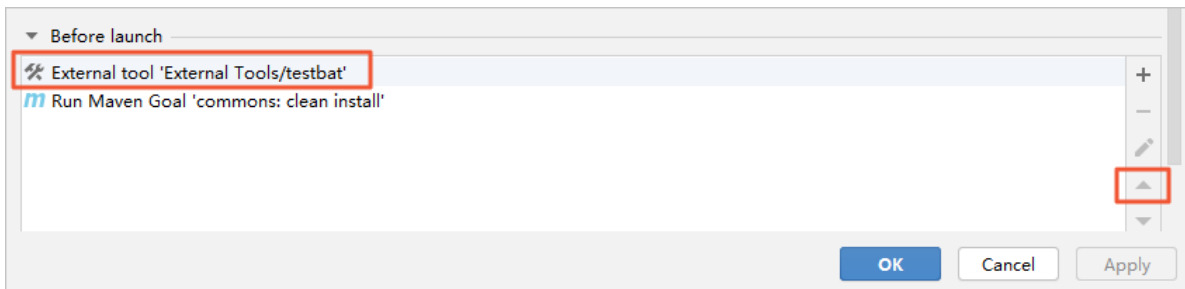 Before launch
External tool 'External Tools/testbat'
Run Maven Goal 'commons: clean install'
OK Cancel Apply